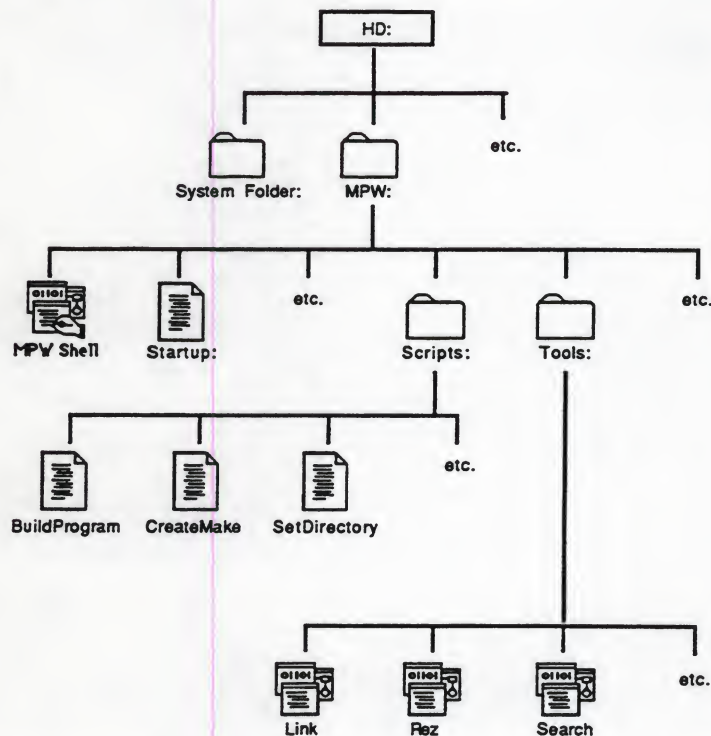 HD:
etc.
System Folder: MPW:
etc. etc.
MPW Shell Startup: Scripts: Tools:
etc.
BuildProgram CreateMake SetDirectory
etc.
Link Rez Search